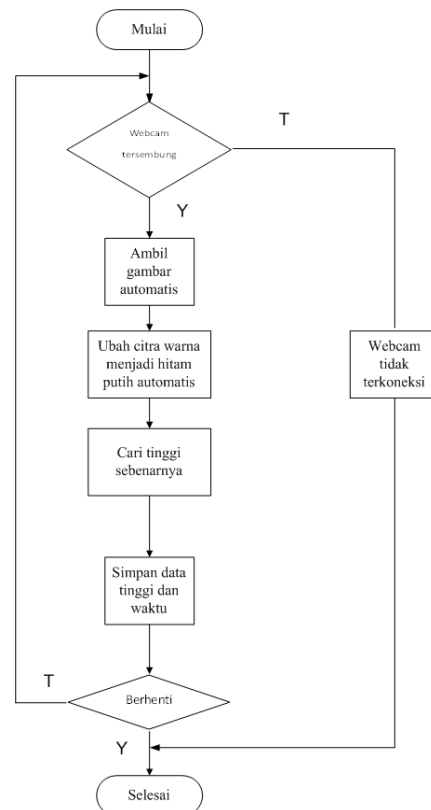 Mulai
Webcam
tersembung
T
Y
Ambil
gambar
automatis
Ubah citra warna
menjadi hitam
putih automatis
Webcam
tidak
terkoneksi
Cari tinggi
sebenarnya
Simpan data
tinggi dan
waktu
T
Berhenti
Y
Selesai